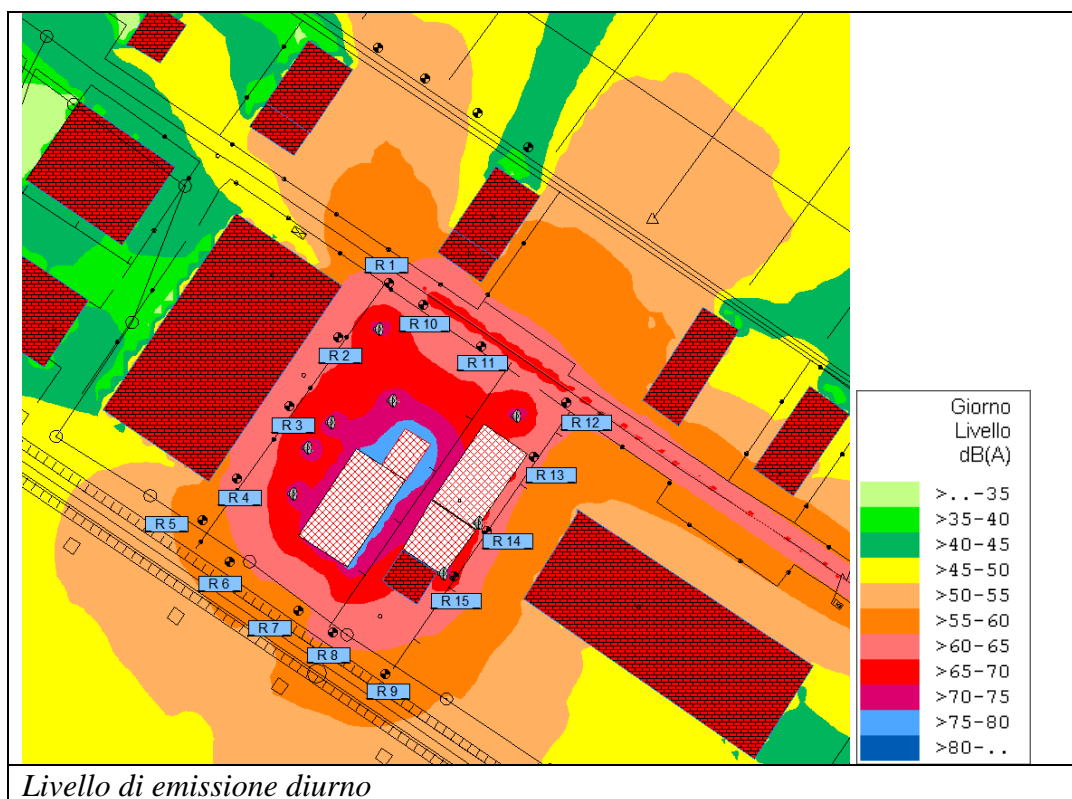 R 1
R 10
R 2
R 11
R 3
R 12
R 13
R 4
R 5
R 14
R 6
R 15
R 7
R 8
R 9
Giorno
Livello
dB(A)
>..-35
>35-40
>40-45
>45-50
>50-55
>55-60
>60-65
>65-70
>70-75
>75-80
>80-..
Livello di emissione diurno